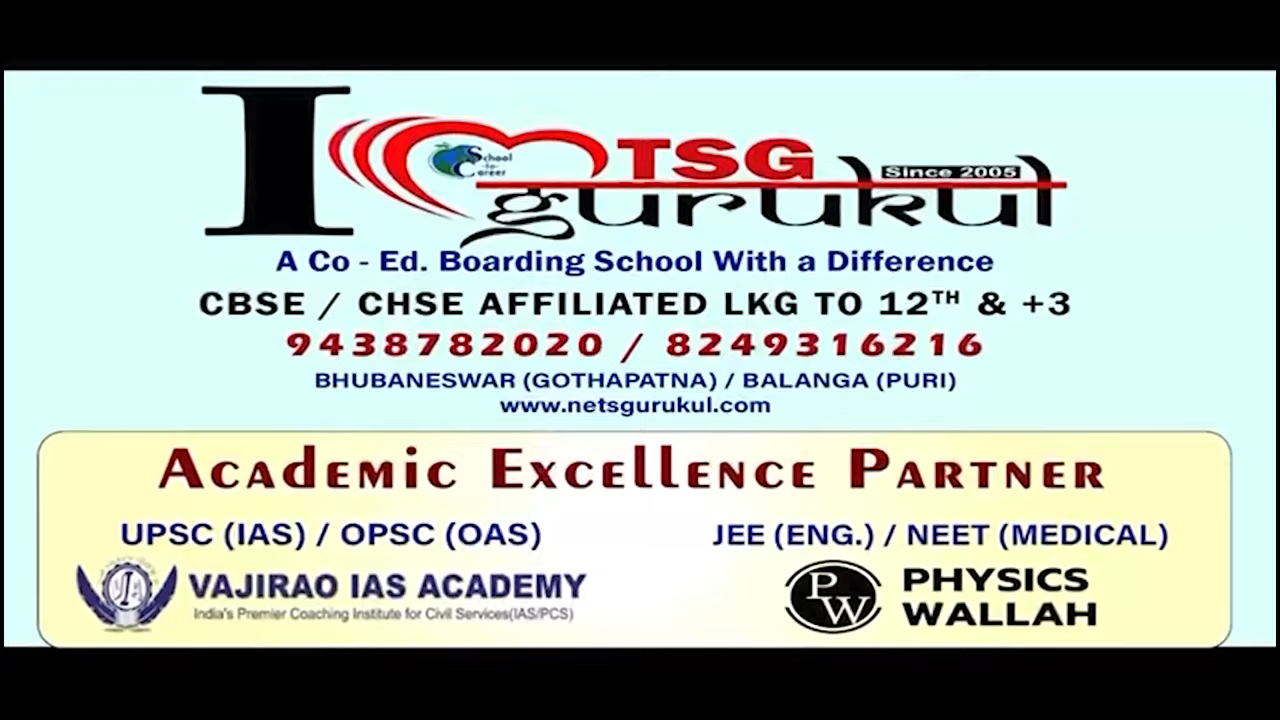 I TSG
School
-to-
Career
gurukul Since 2005
A Co - Ed. Boarding School With a Difference
CBSE / CHSE AFFILIATED LKG TO 12TH & +3
9438782020 / 8249316216
BHUBANESWAR (GOTHAPATNA) / BALANGA (PURI)
www.netsgurukul.com
Academic Excellence Partner
UPSC (IAS) / OPSC (OAS)
VAJIRAO IAS ACADEMY
India's Premier Coaching Institute for Civil Services(IAS/PCS)
JEE (ENG.) / NEET (MEDICAL)
PW
PHYSICS
WALLAH